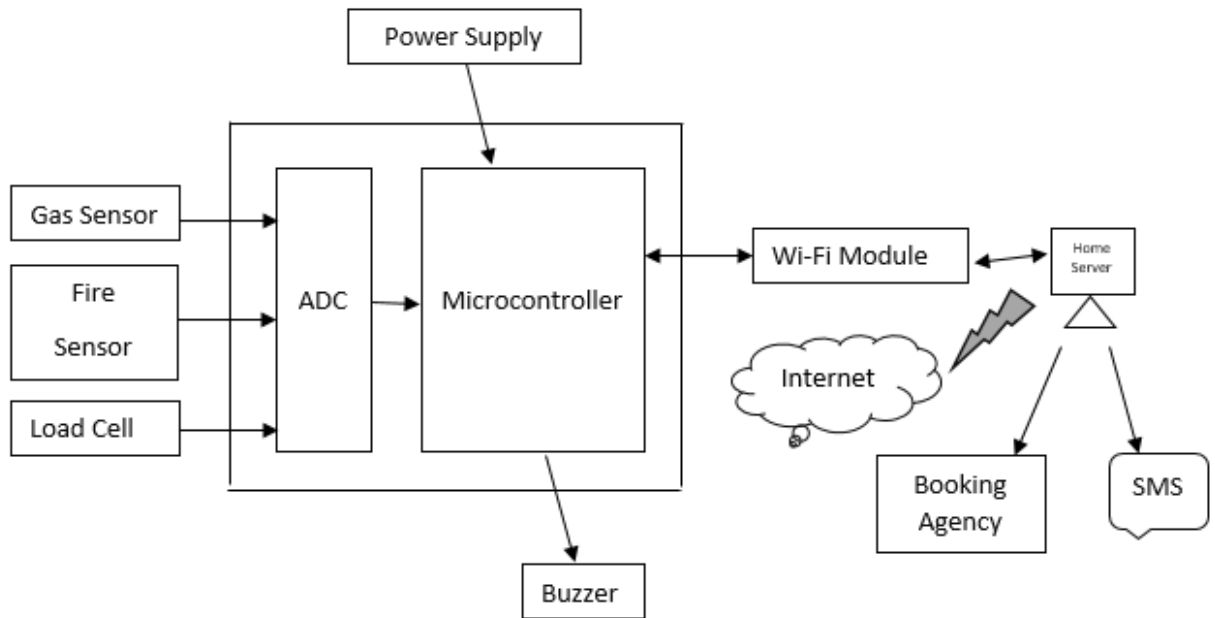 Power Supply
Gas Sensor
Fire
Sensor
Load Cell
ADC
Microcontroller
Wi-Fi Module
Home
Server
Internet
Booking
Agency
SMS
Buzzer